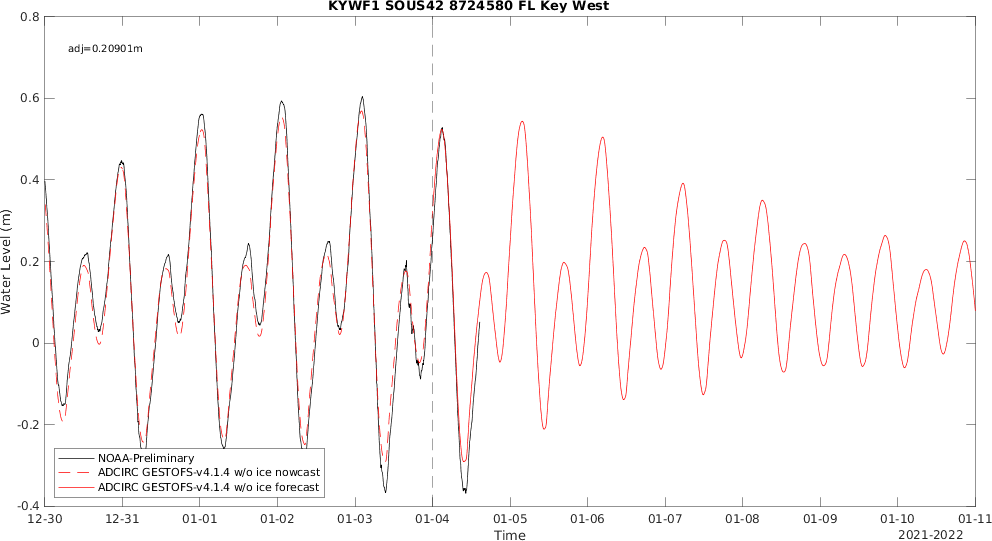 KYWF1 SOUS42 8724580 FL Key West
adj=0.20901m
0.8
0.6
0.4
0.2
0
-0.2
-0.4
Water Level (m)
NOAA-Preliminary
ADCIRC GESTOFS-v4.1.4 w/o ice nowcast
ADCIRC GESTOFS-v4.1.4 w/o ice forecast
12-30 12-31 01-01 01-02 01-03 01-04 01-05 01-06 01-07 01-08 01-09 01-10 01-11
Time
2021-2022